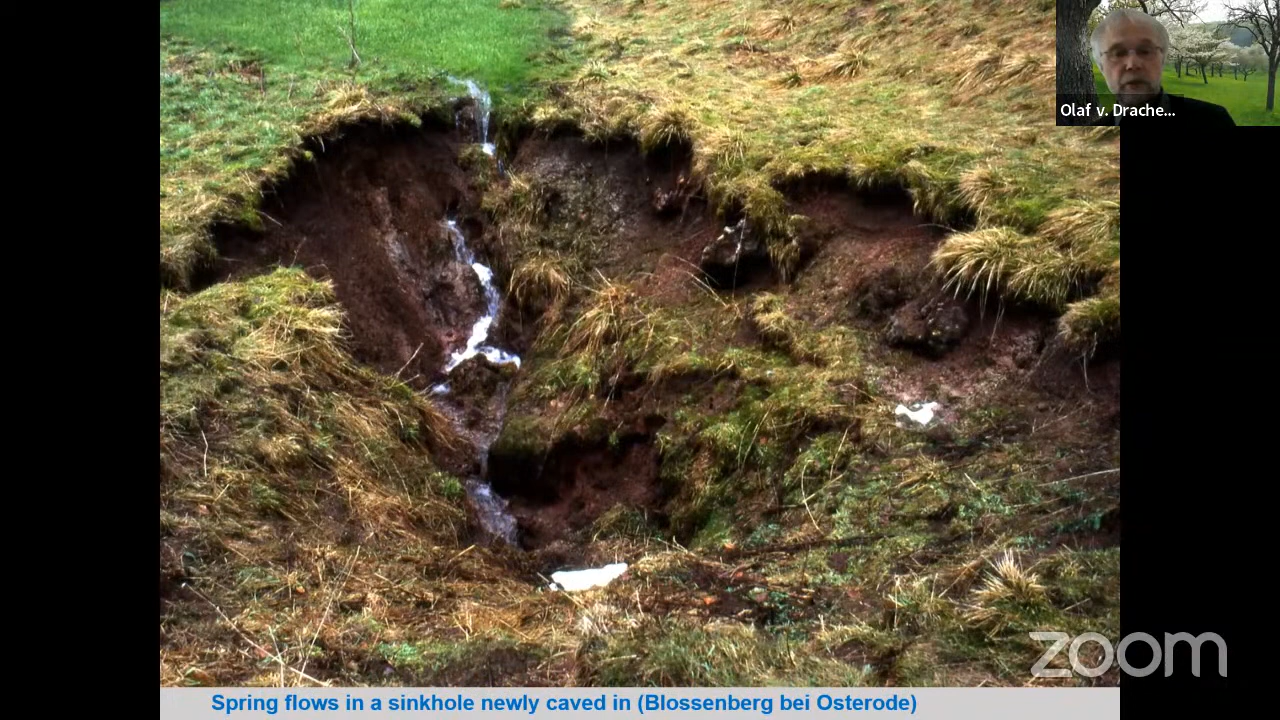 Olaf v. Drache...
zoom
Spring flows in a sinkhole newly caved in (Blossenberg bei Osterode)